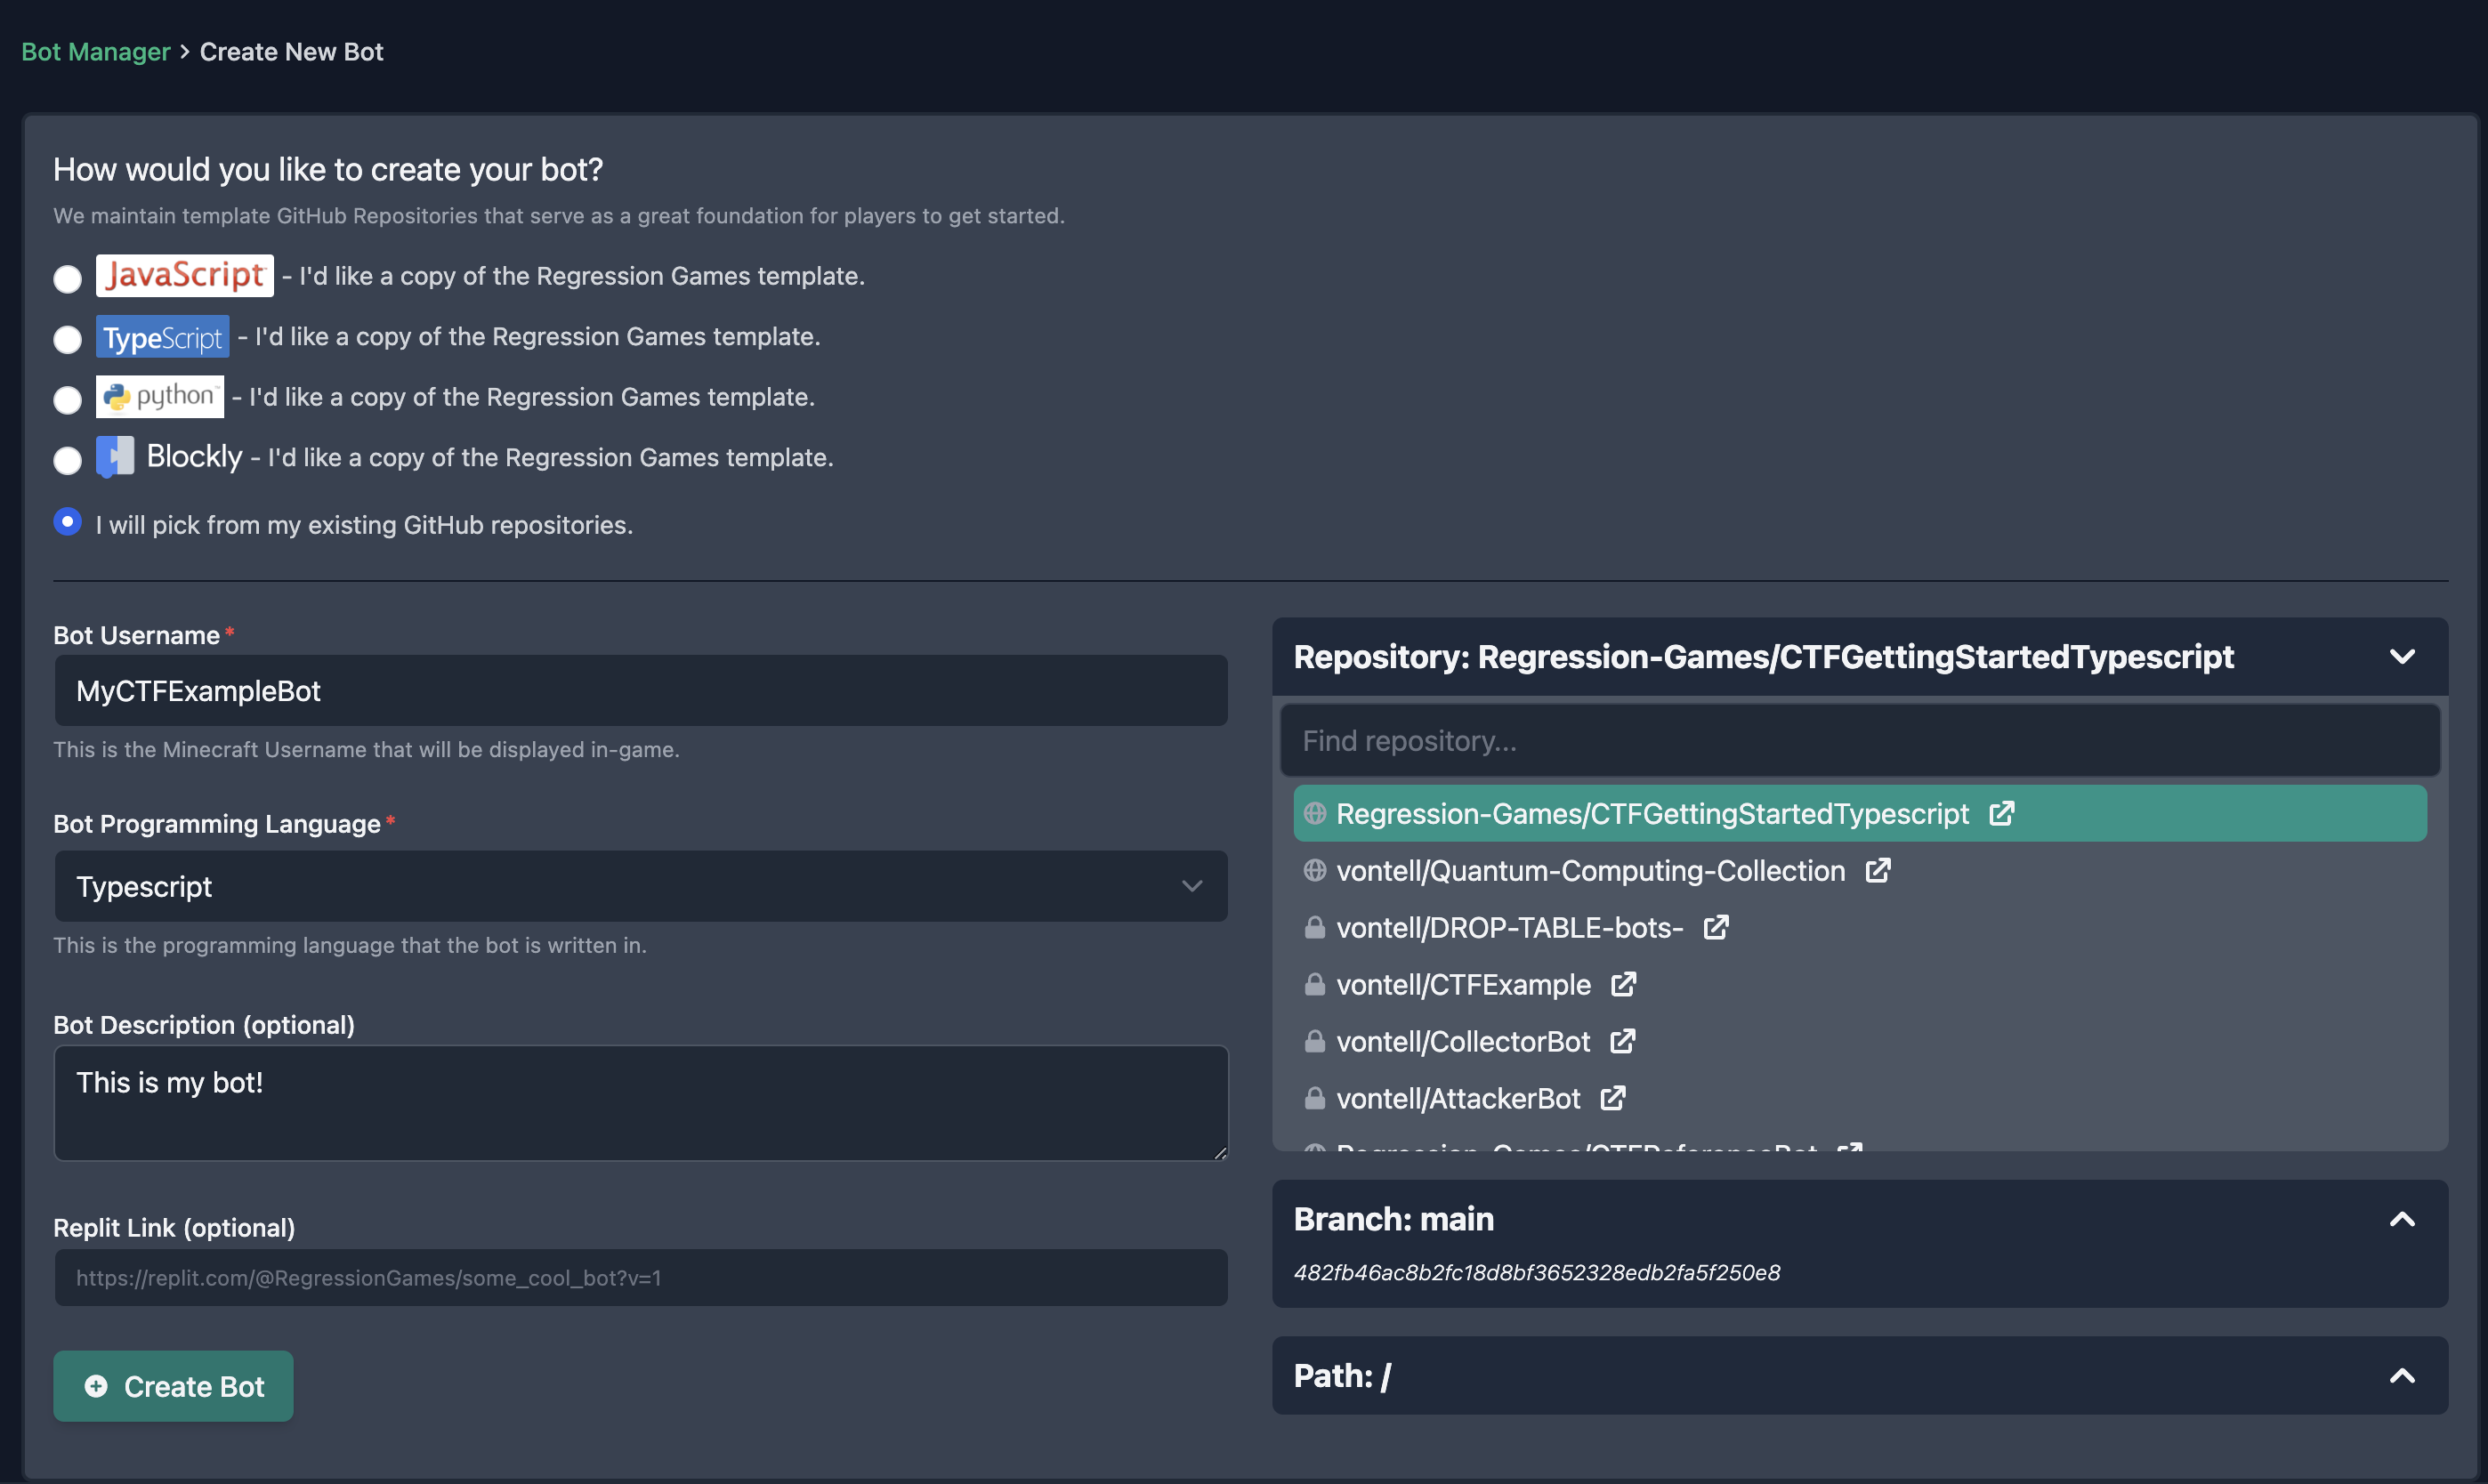 Bot Manager > Create New Bot
How would you like to create your bot?
We maintain template GitHub Repositories that serve as a great foundation for players to get started.
JavaScript - I'd like a copy of the Regression Games template.
TypeScript - I'd like a copy of the Regression Games template.
python™ - I'd like a copy of the Regression Games template.
Blockly - I'd like a copy of the Regression Games template.
I will pick from my existing GitHub repositories.
Bot Username*
MyCTFExampleBot
This is the Minecraft Username that will be displayed in-game.
Bot Programming Language*
Typescript
This is the programming language that the bot is written in.
Bot Description (optional)
This is my bot!
Replit Link (optional)
https://replit.com/@RegressionGames/some_cool_bot?v=1
Create Bot
Repository: Regression-Games/CTFGettingStartedTypescript
Find repository...
Regression-Games/CTFGettingStartedTypescript
vontell/Quantum-Computing-Collection
vontell/DROP-TABLE-bots-
vontell/CTFExample
vontell/CollectorBot
vontell/AttackerBot
Regression-Games/CTFReferenceBot
Branch: main
482fb46ac8b2fc18d8bf3652328edb2fa5f250e8
Path: /